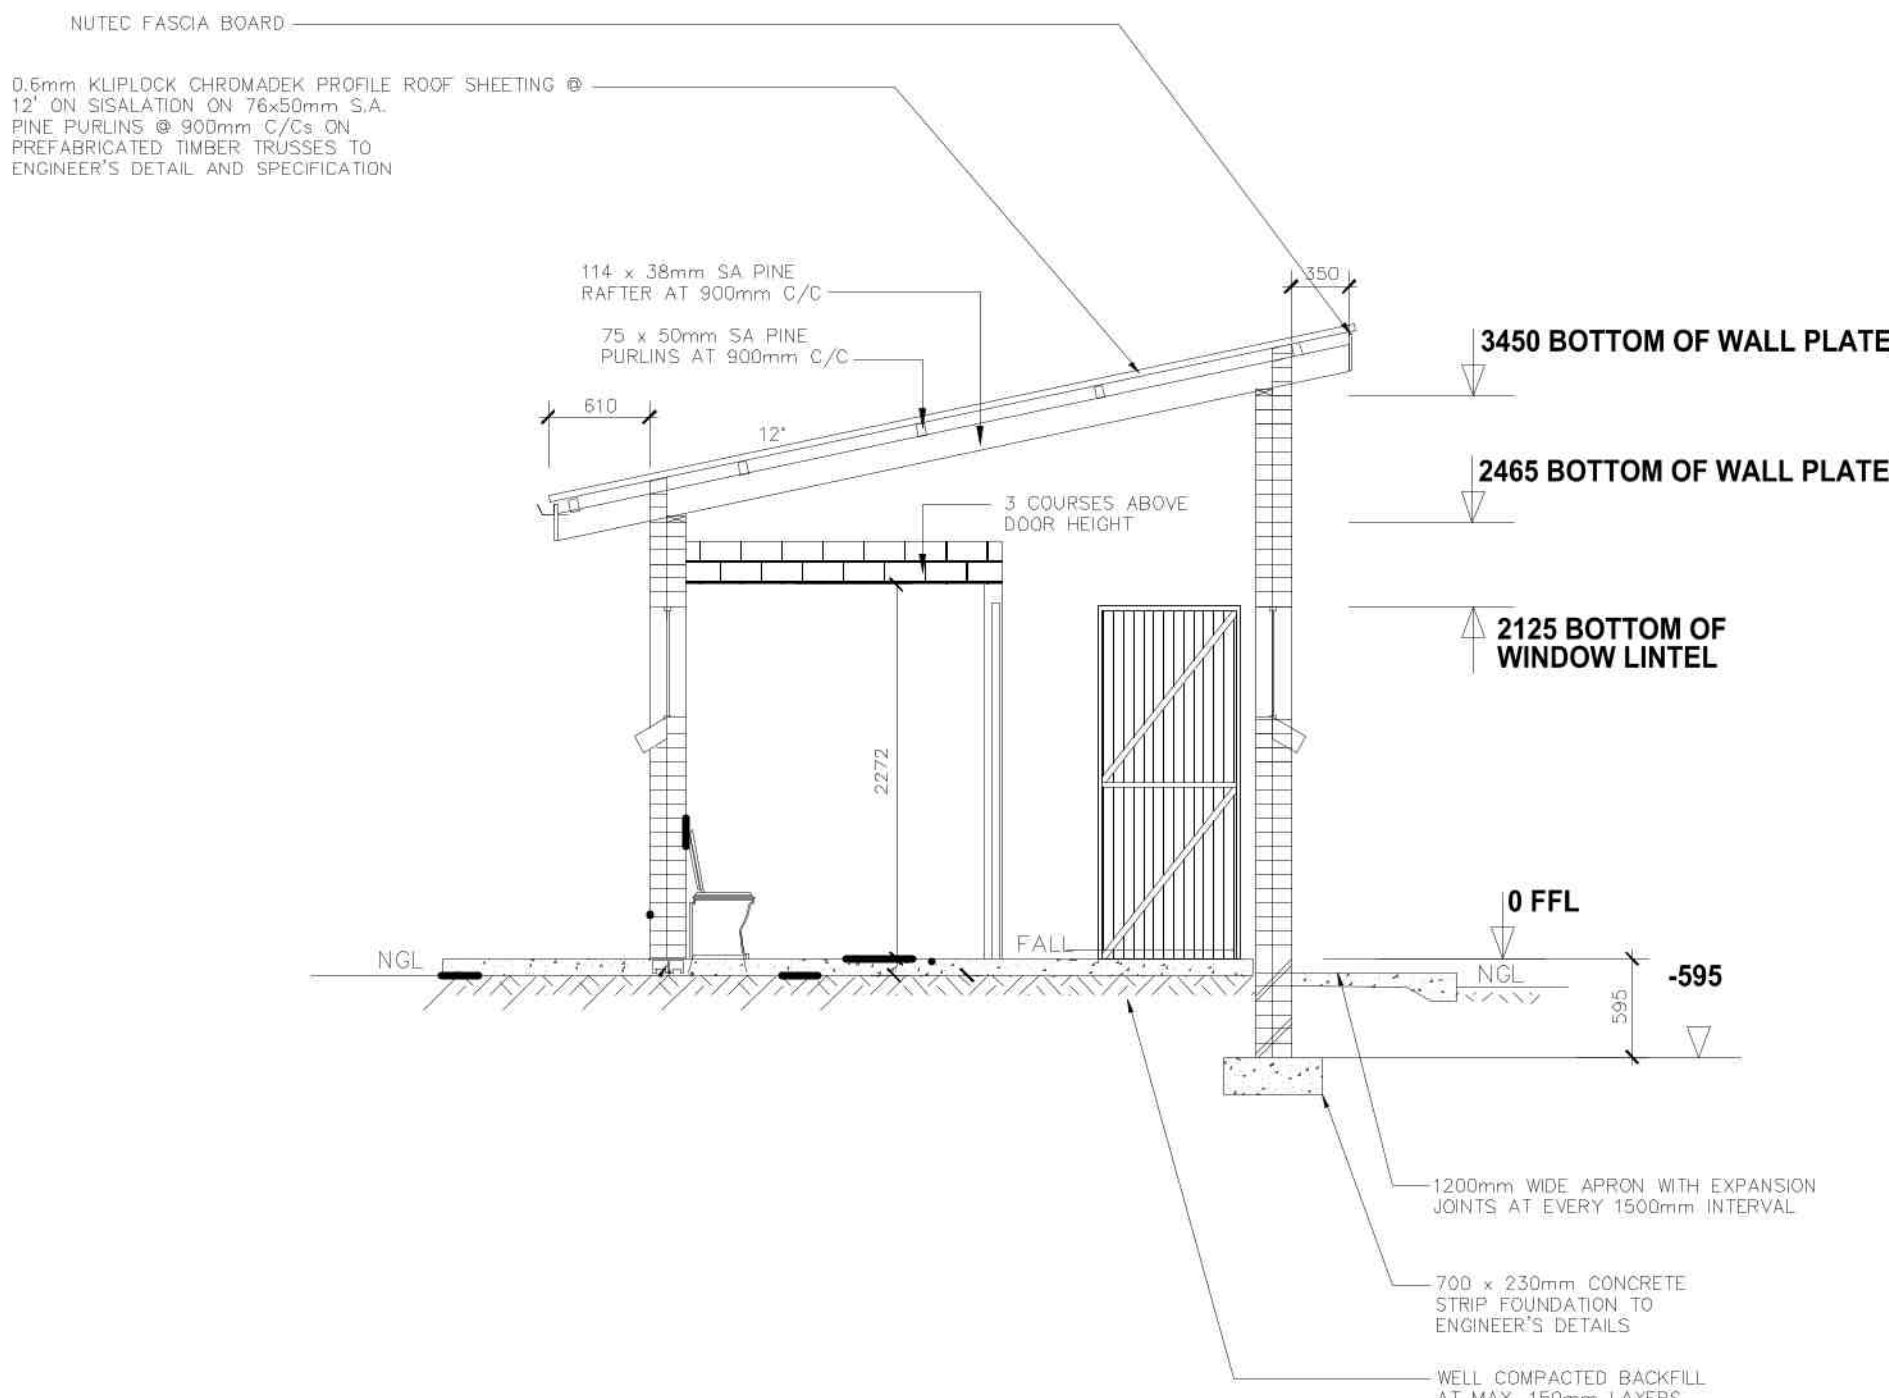 NUTEC FASCIA BOARD
0.6mm KLIPLOCK CHROMADEK PROFILE ROOF SHEETING @
12° ON SISALATION ON 76x50mm S.A.
PINE PURLINS @ 900mm C/Cs ON
PREFABRICATED TIMBER TRUSSES TO
ENGINEER'S DETAIL AND SPECIFICATION
114 x 38mm SA PINE
RAFTER AT 900mm C/C
75 x 50mm SA PINE
PURLINS AT 900mm C/C
350
3450 BOTTOM OF WALL PLATE
610
12°
2465 BOTTOM OF WALL PLATE
3 COURSES ABOVE
DOOR HEIGHT
2125 BOTTOM OF
WINDOW LINTEL
2272
0 FFL
FALL
NGL
NGL
-595
595
1200mm WIDE APRON WITH EXPANSION
JOINTS AT EVERY 1500mm INTERVAL
700 x 230mm CONCRETE
STRIP FOUNDATION TO
ENGINEER'S DETAILS
WELL COMPACTED BACKFILL
AT MAX. 150mm LAYERS